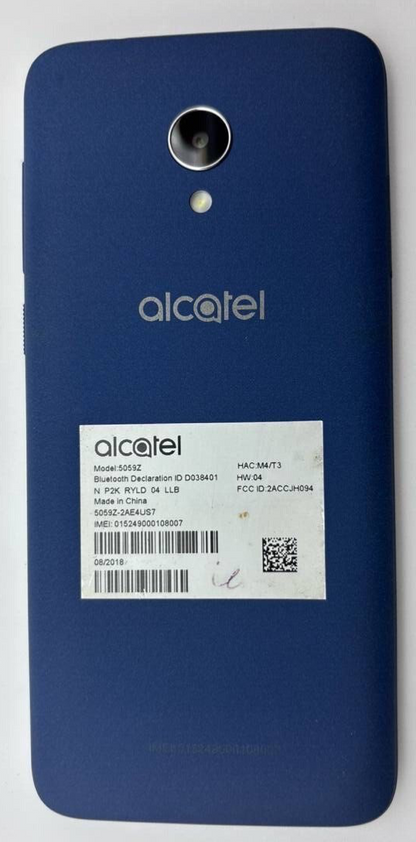 alcatel
alcatel
Model:5059Z
Bluetooth Declaration ID D038401
N P2K RYLD 04 LLB
Made in China
5059Z-2AE4US7
IMEI: 015249000108007
08/2018
HAC:M4/T3
HW:04
FCC ID:2ACCJH094